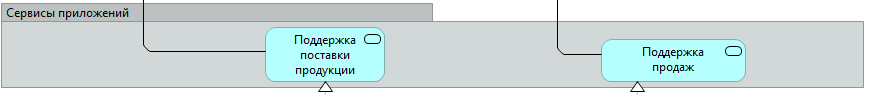 Сервисы приложений
Поддержка
поставки
продукции
Поддержка
продаж